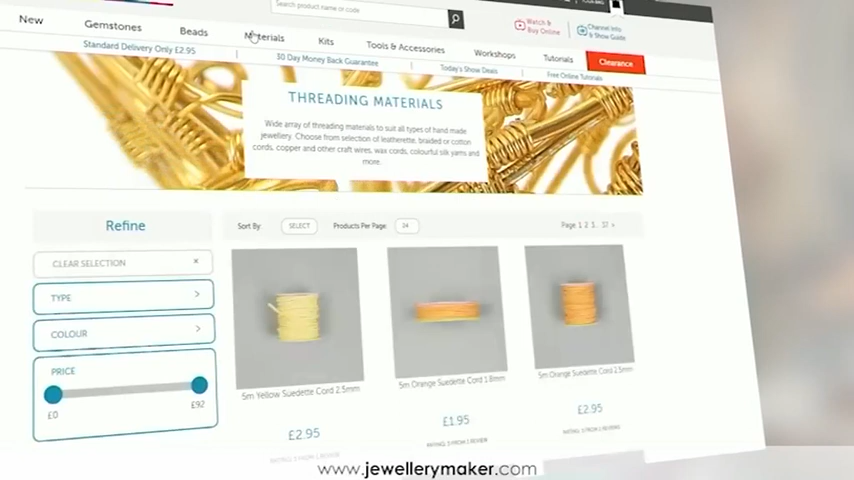 Search product name or code
New
Gemstones
Beads
Materials
Kits
Tools & Accessories
Workshops
Tutorials
Clearance
Watch &
Buy Online
Channel Info
& Show Guide
Standard Delivery Only £2.95
30 Day Money Back Guarantee
Today's Show Deals
Free Online Tutorials
THREADING MATERIALS
Wide array of threading materials to suit all types of hand made
jewellery. Choose from selection of leatherette, braided or cotton
cords, copper and other craft wires, wax cords, colourful silk yarns and
more.
Refine
Sort By:
SELECT
Products Per Page:
24
Page 1 2 3 .. 37 >
CLEAR SELECTION ×
TYPE >
COLOUR >
PRICE
£0
£92
5m Yellow Suedette Cord 2.5mm
£2.95
5m Orange Suedette Cord 1.8mm
£1.95
5m Orange Suedette Cord 2.5mm
£2.95
www.jewellerymaker.com